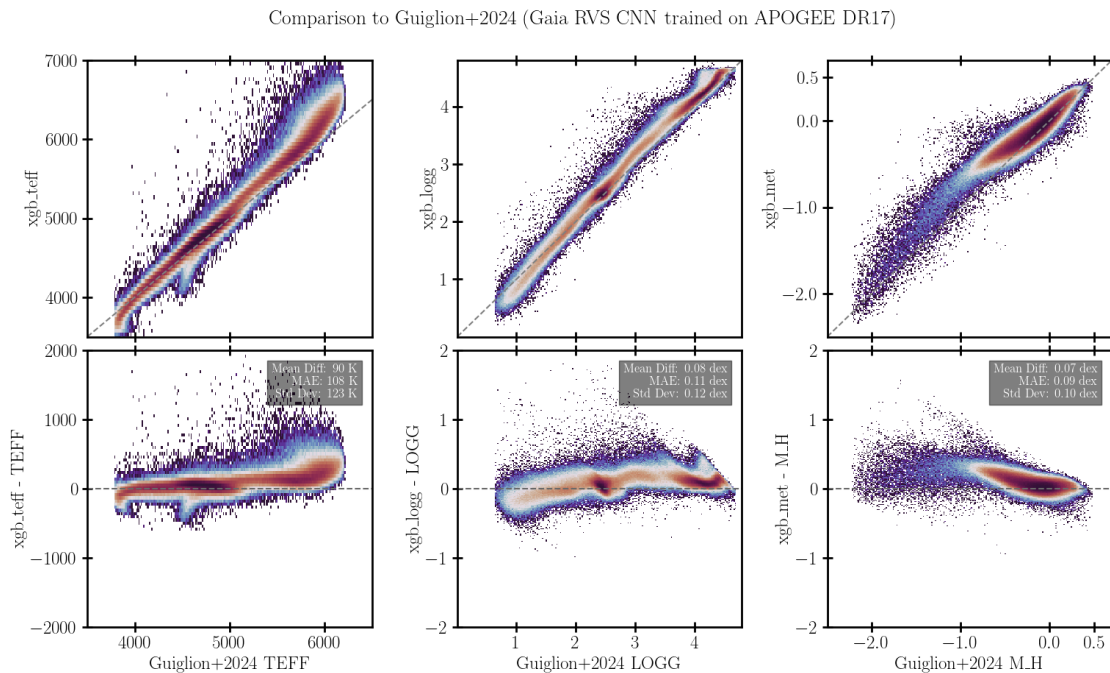 Comparison to Guiglion+2024 (Gaia RVS CNN trained on APOGEE DR17)
7000
6000
5000
4000
xgb_teff
4
3
2
1
xgb_logg
0.5
0.0
−1.0
−2.0
xgb_met
2000
1000
0
−1000
−2000
xgb_teff - TEFF
Mean Diff: 90 K
MAE: 108 K
Std Dev: 123 K
4000 5000 6000
Guiglion+2024 TEFF
2
1
0
−1
−2
xgb_logg - LOGG
Mean Diff: 0.08 dex
MAE: 0.11 dex
Std Dev: 0.12 dex
1 2 3 4
Guiglion+2024 LOGG
2
1
0
−1
−2
xgb_met - M_H
Mean Diff: 0.07 dex
MAE: 0.09 dex
Std Dev: 0.10 dex
−2.0 −1.0 0.0 0.5
Guiglion+2024 M_H